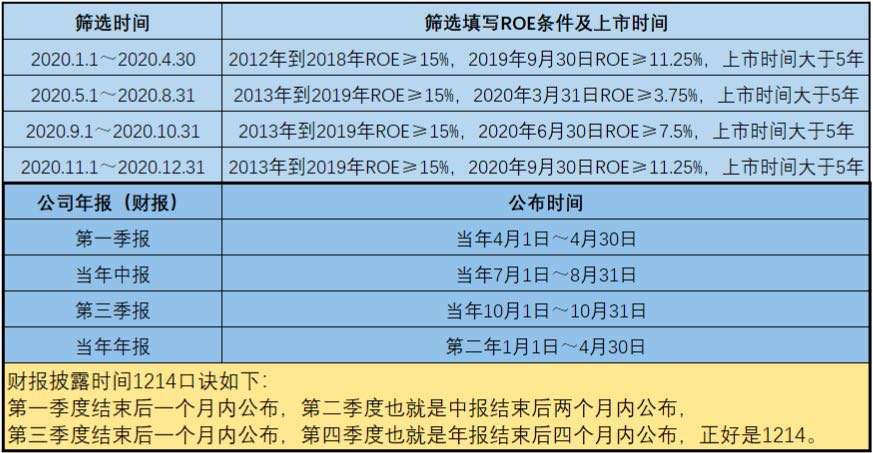 筛选时间 筛选填写ROE条件及上市时间
2020.1.1～2020.4.30 2012年到2018年ROE≥15%，2019年9月30日ROE≥11.25%，上市时间大于5年
2020.5.1～2020.8.31 2013年到2019年ROE≥15%，2020年3月31日ROE≥3.75%，上市时间大于5年
2020.9.1～2020.10.31 2013年到2019年ROE≥15%，2020年6月30日ROE≥7.5%，上市时间大于5年
2020.11.1～2020.12.31 2013年到2019年ROE≥15%，2020年9月30日ROE≥11.25%，上市时间大于5年
公司年报（财报） 公布时间
第一季报 当年4月1日～4月30日
当年中报 当年7月1日～8月31日
第三季报 当年10月1日～10月31日
当年年报 第二年1月1日～4月30日
财报披露时间1214口诀如下：
第一季度结束后一个月内公布，第二季度也就是中报结束后两个月内公布，
第三季度结束后一个月内公布，第四季度也就是年报结束后四个月内公布，正好是1214。